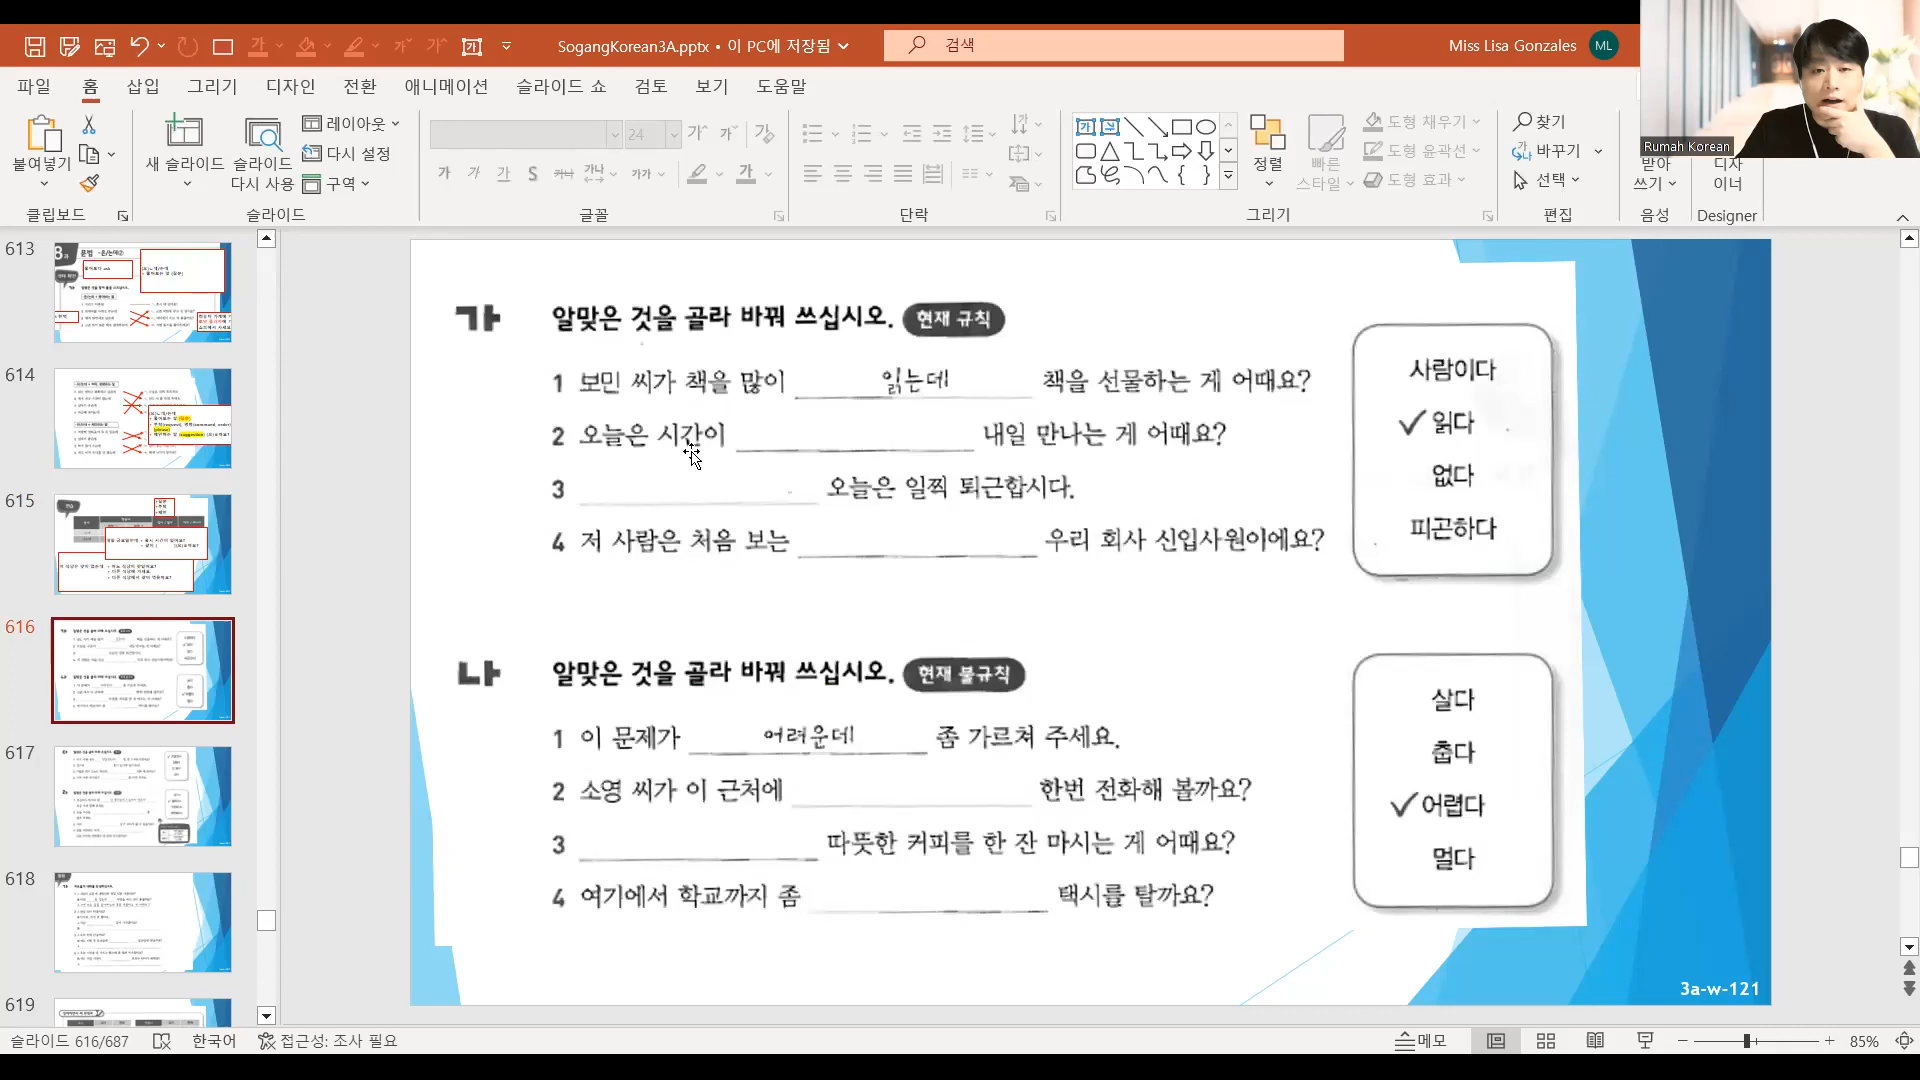 SogangKorean3A.pptx • 이 PC에 저장됨
검색
Miss Lisa Gonzales
ML
파일 홈 삽입 그리기 디자인 전환 애니메이션 슬라이드 쇼 검토 보기 도움말
Rumah Korean
붙여넣기
새 슬라이드
슬라이드 다시 사용
레이아웃
다시 설정
구역
24
정렬
빠른 스타일
도형 채우기
도형 윤곽선
도형 효과
찾기
바꾸기
선택
받아쓰기
디자이너
클립보드 슬라이드 글꼴 단락 그리기 편집 음성 Designer
613
614
615
616
617
618
619
가 알맞은 것을 골라 바꿔 쓰십시오. 현재 규칙
1 보민 씨가 책을 많이 읽는데 책을 선물하는 게 어때요?
2 오늘은 시간이 내일 만나는 게 어때요?
3 오늘은 일찍 퇴근합시다.
4 저 사람은 처음 보는 우리 회사 신입사원이에요?
사람이다
✓읽다
없다
피곤하다
나 알맞은 것을 골라 바꿔 쓰십시오. 현재 불규칙
1 이 문제가 어려운데 좀 가르쳐 주세요.
2 소영 씨가 이 근처에 한번 전화해 볼까요?
3 따뜻한 커피를 한 잔 마시는 게 어때요?
4 여기에서 학교까지 좀 택시를 탈까요?
살다
춥다
✓어렵다
멀다
3a-w-121
슬라이드 616/687 한국어 접근성: 조사 필요 메모 85%